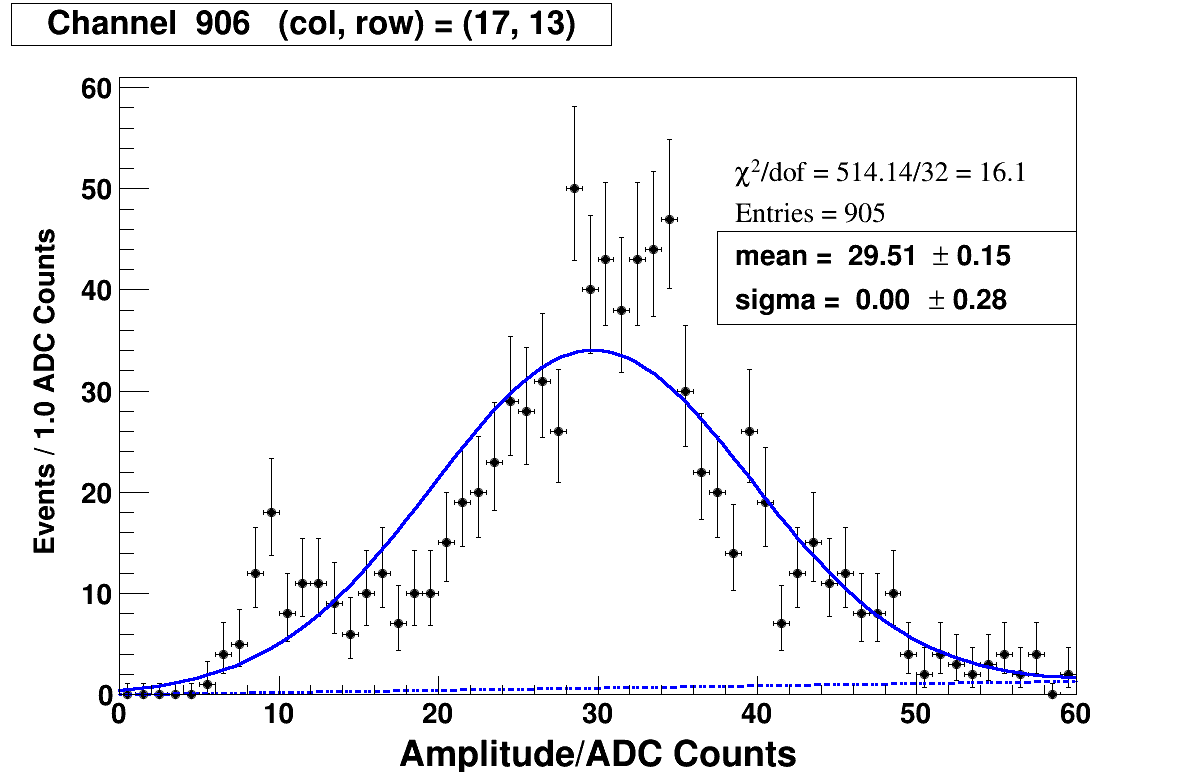 Channel 906 (col, row) = (17, 13)
60
χ²/dof = 514.14/32 = 16.1
50
Entries = 905
mean = 29.51 ± 0.15
sigma = 0.00 ± 0.28
40
30
20
10
0
Events / 1.0 ADC Counts
0 10 20 30 40 50 60
Amplitude/ADC Counts